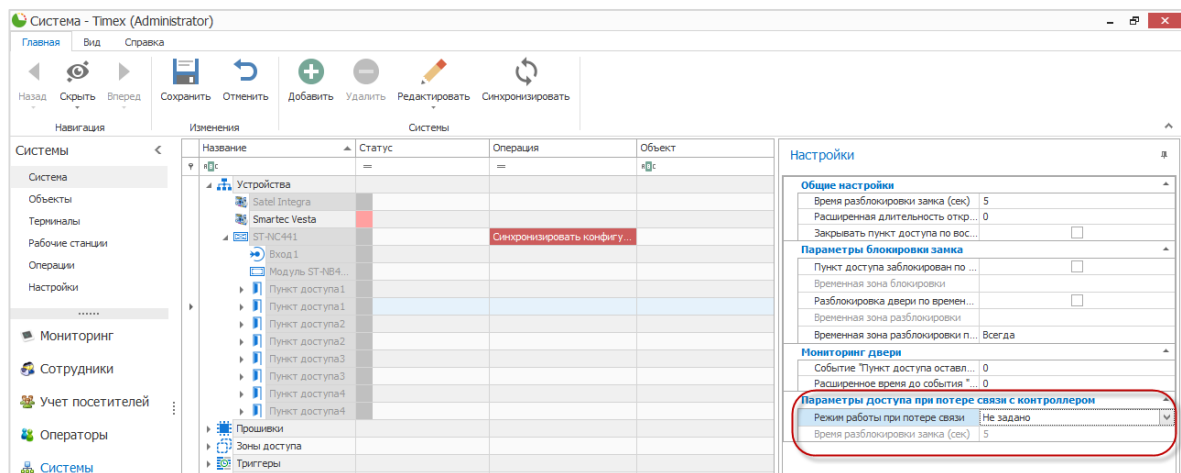 Система - Timex (Administrator)
Главная Вид Справка
Назад Скрыть Вперед Сохранить Отменить Добавить Удалить Редактировать Синхронизировать
Навигация Изменения Системы
Системы
Система
Объекты
Терминалы
Рабочие станции
Операции
Настройки
Мониторинг
Сотрудники
Учет посетителей
Операторы
Системы
Название Статус Операция Объект
= =
Устройства
Satel Integra
Smartec Vesta
ST-NC441 Синхронизировать конфигу...
Вход1
Модуль ST-NB4...
Пункт доступа1
Пункт доступа1
Пункт доступа2
Пункт доступа2
Пункт доступа3
Пункт доступа3
Пункт доступа4
Пункт доступа4
Прошивки
Зоны доступа
Триггеры
Настройки
Общие настройки
Время разблокировки замка (сек) 5
Расширенная длительность откр... 0
Закрывать пункт доступа по вос...
Параметры блокировки замка
Пункт доступа заблокирован по ...
Временная зона блокировки
Разблокировка двери по времен...
Временная зона разблокировки
Временная зона разблокировки п... Всегда
Мониторинг двери
Событие "Пункт доступа оставл... 0
Расширенное время до события "... 0
Параметры доступа при потере связи с контроллером
Режим работы при потере связи Не задано
Время разблокировки замка (сек) 5